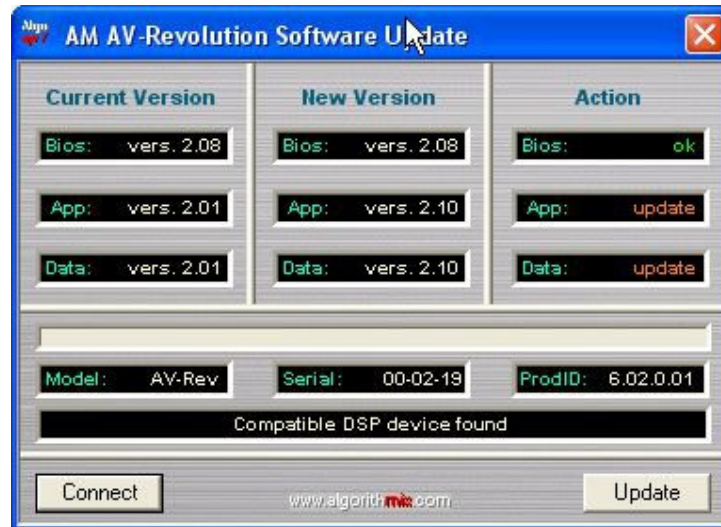 AM AV-Revolution Software Update
Current Version New Version Action
Bios: vers. 2.08 Bios: vers. 2.08 Bios: ok
App: vers. 2.01 App: vers. 2.10 App: update
Data: vers. 2.01 Data: vers. 2.10 Data: update
Model: AV-Rev Serial: 00-02-19 ProdID: 6.02.0.01
Compatible DSP device found
Connect www.algorithmix.com Update